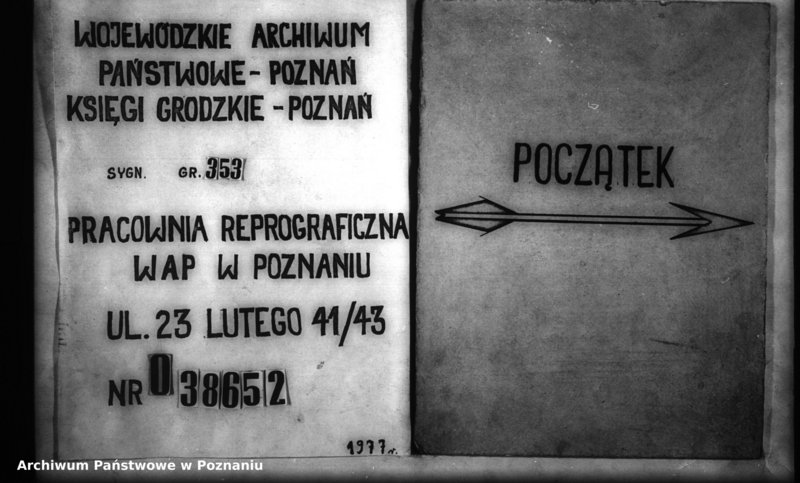 WOJEWÓDZKIE ARCHIWUM
PAŃSTWOWE - POZNAŃ
KSIĘGI GRODZKIE - POZNAŃ
SYGN. GR. 353
PRACOWNIA REPROGRAFICZNA
WAP W POZNANIU
UL. 23 LUTEGO 41/43
NR 038652
1977 r.
POCZĄTEK
Archiwum Państwowe w Poznaniu